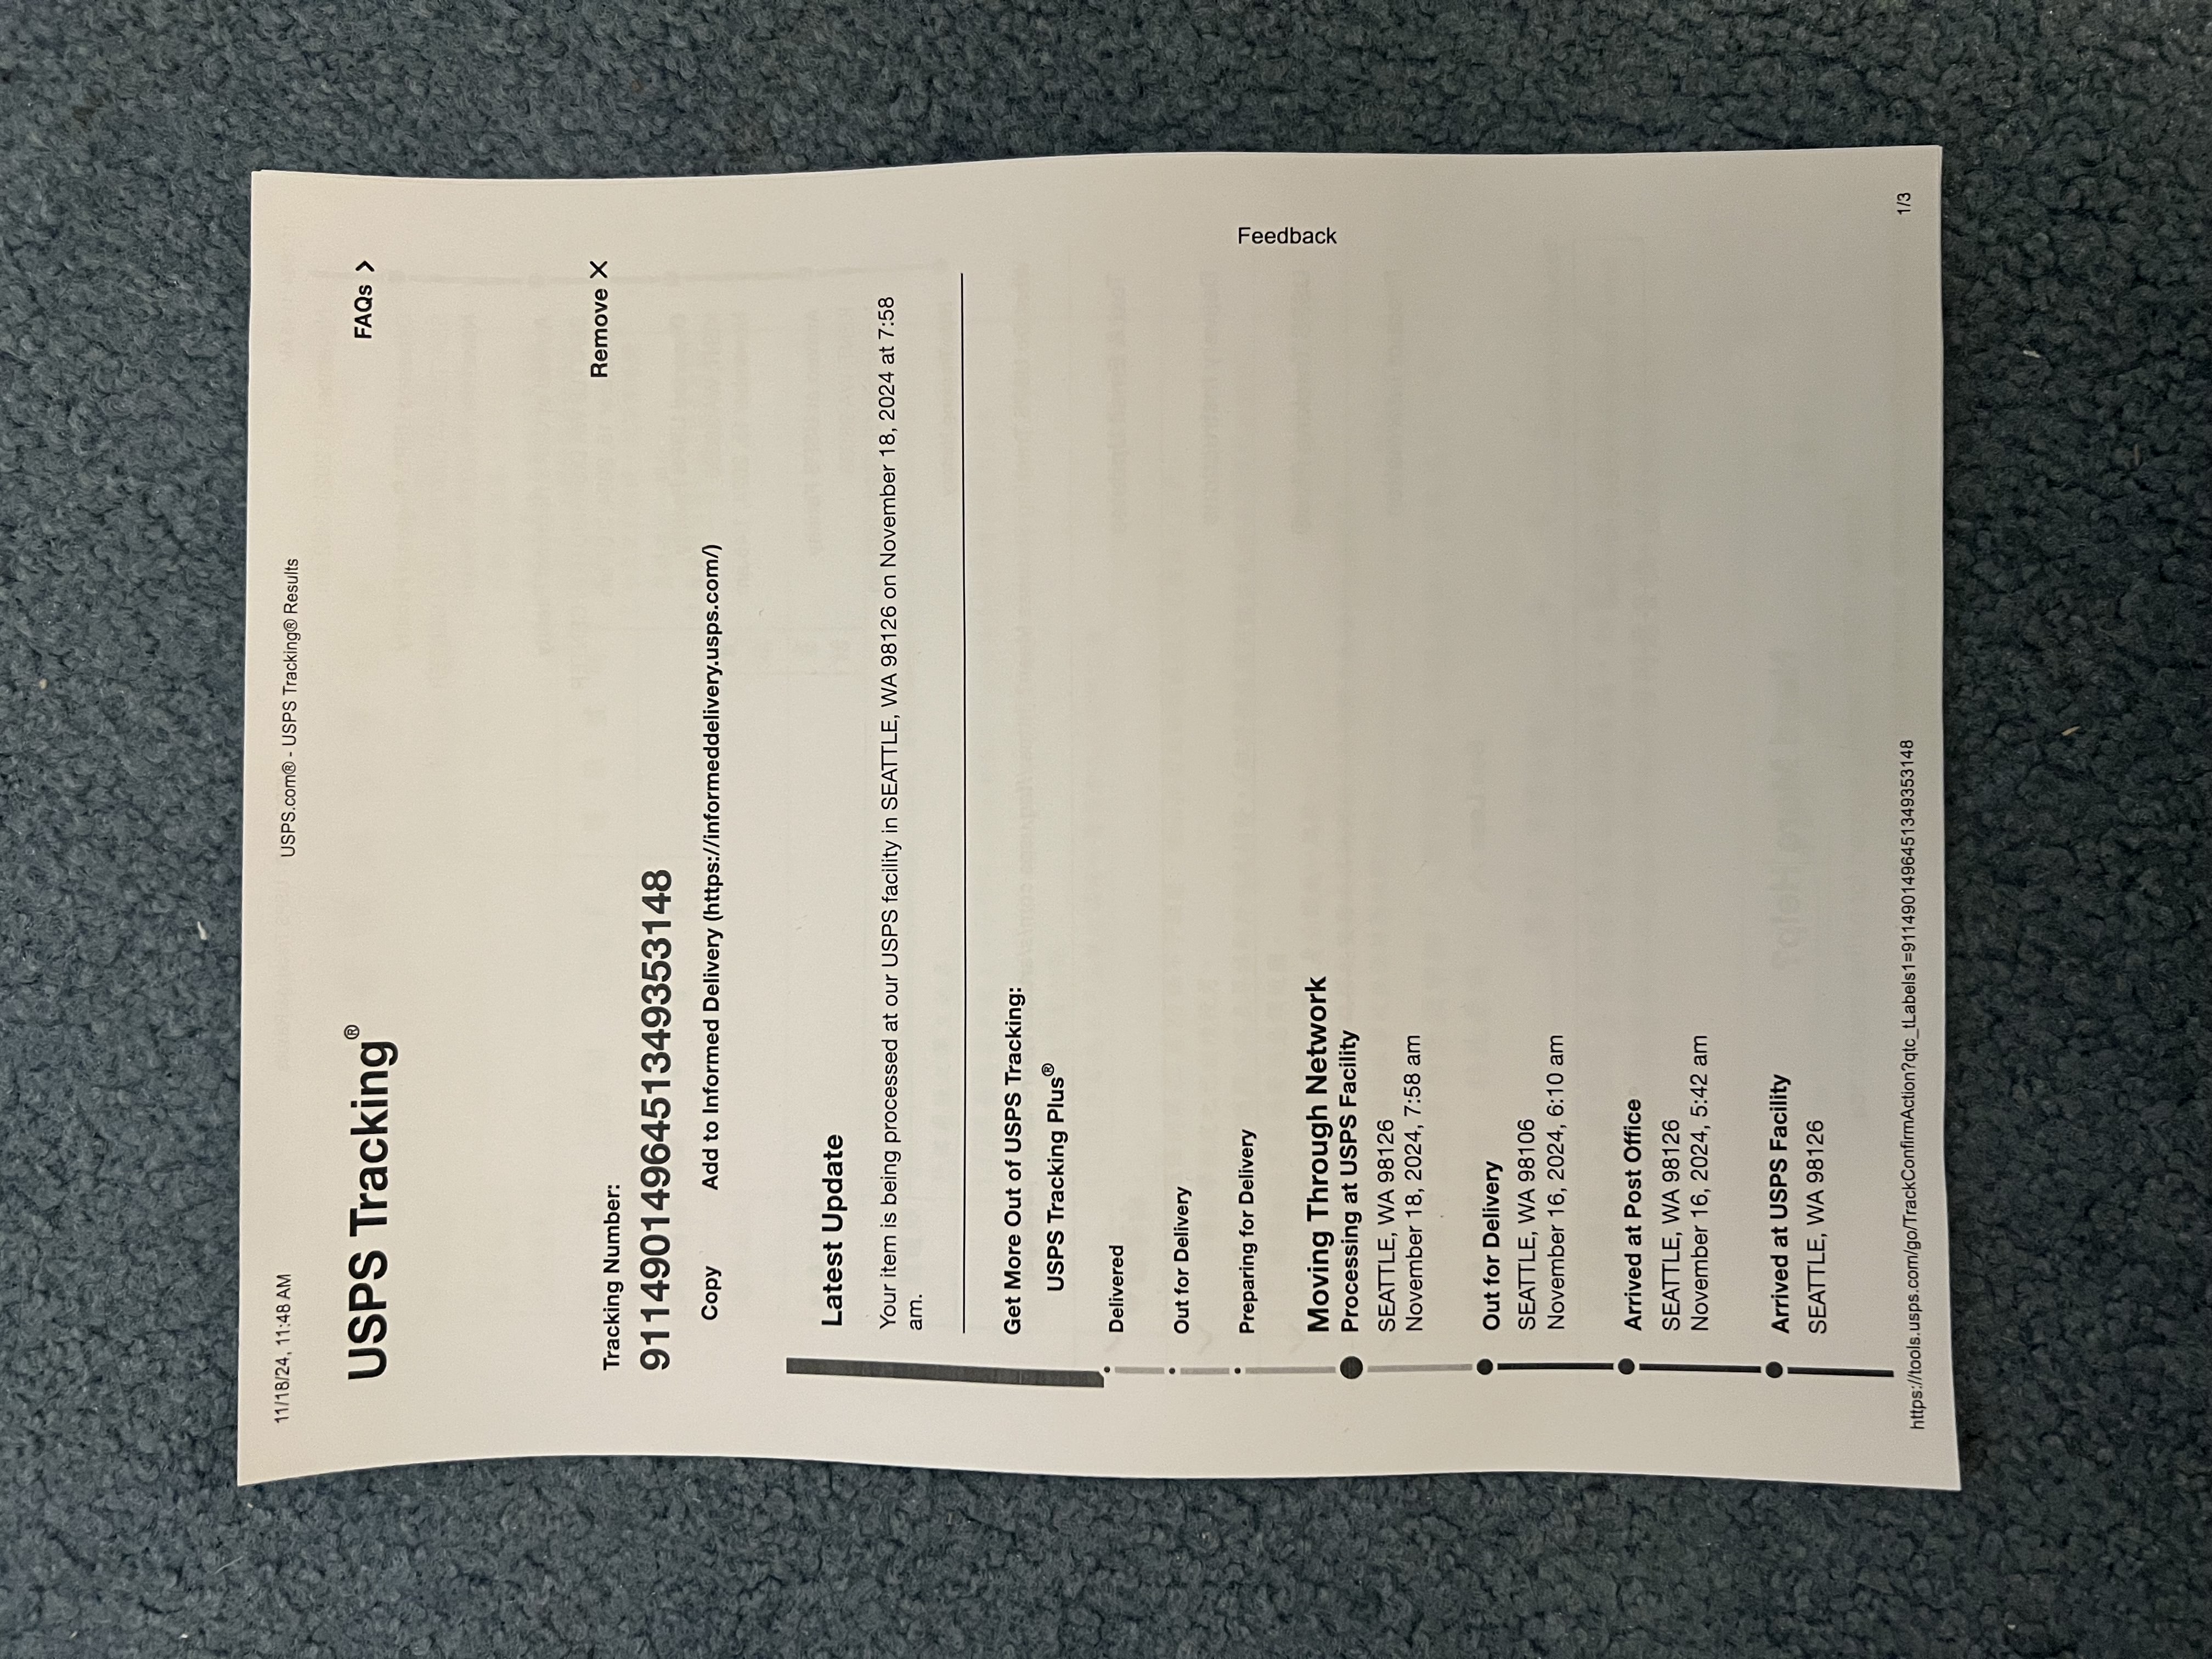 11/18/24, 11:48 AM
USPS.com® - USPS Tracking® Results
USPS Tracking®
FAQs
Remove ×
Tracking Number:
9114901496451349353148
Copy
Add to Informed Delivery (https://informeddelivery.usps.com/)
Latest Update
Your item is being processed at our USPS facility in SEATTLE, WA 98126 on November 18, 2024 at 7:58
am.
Get More Out of USPS Tracking:
USPS Tracking Plus®
Delivered
Out for Delivery
Preparing for Delivery
Feedback
Moving Through Network
Processing at USPS Facility
SEATTLE, WA 98126
November 18, 2024, 7:58 am
Out for Delivery
SEATTLE, WA 98106
November 16, 2024, 6:10 am
Arrived at Post Office
SEATTLE, WA 98126
November 16, 2024, 5:42 am
Arrived at USPS Facility
SEATTLE, WA 98126
https://tools.usps.com/go/TrackConfirmAction?qtc_tLabels1=9114901496451349353148
1/3